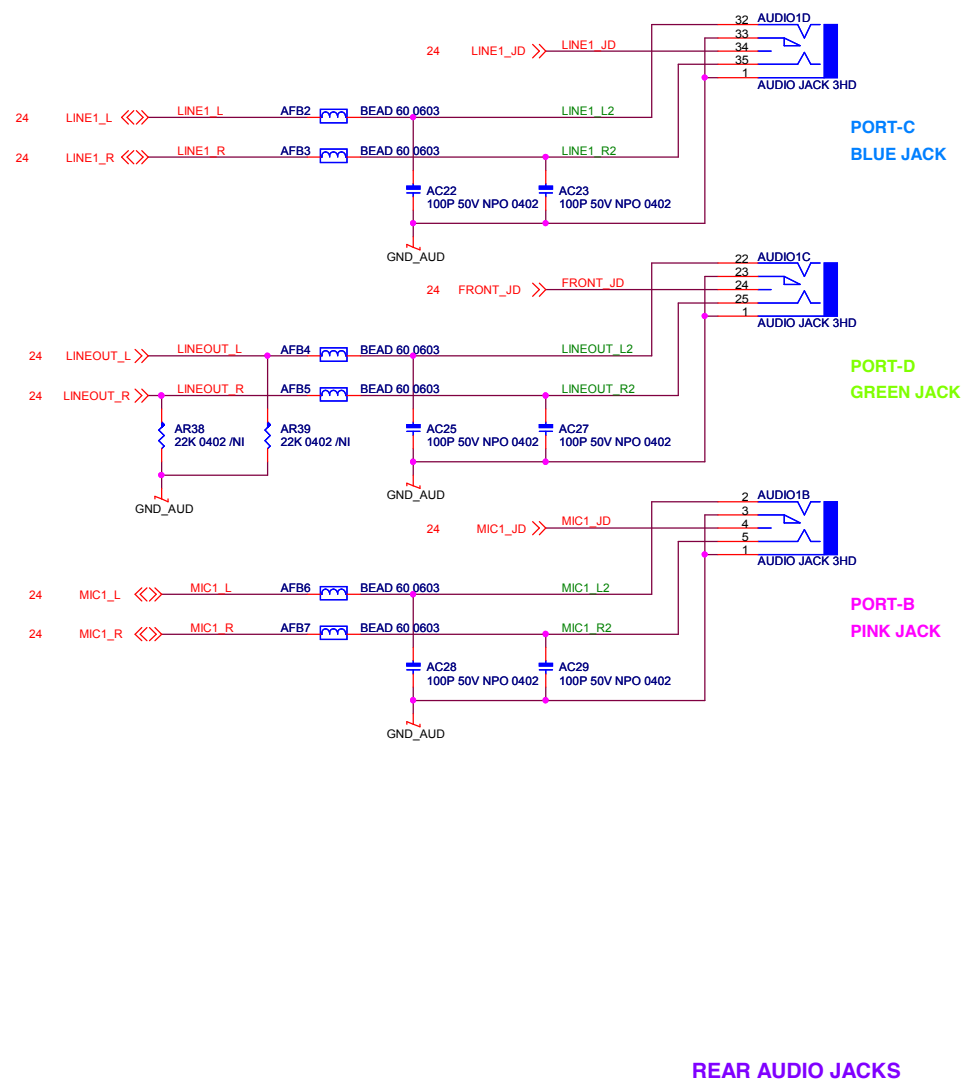 32 AUDIO1D
33
24 LINE1_JD LINE1_JD 34
35
1
AUDIO JACK 3HD
24 LINE1_L LINE1_L AFB2 BEAD 60 0603 LINE1_L2
PORT-C
24 LINE1_R LINE1_R AFB3 BEAD 60 0603 LINE1_R2
BLUE JACK
AC22 AC23
100P 50V NPO 0402 100P 50V NPO 0402
GND_AUD
22 AUDIO1C
23
24 FRONT_JD FRONT_JD 24
25
1
AUDIO JACK 3HD
24 LINEOUT_L LINEOUT_L AFB4 BEAD 60 0603 LINEOUT_L2
PORT-D
24 LINEOUT_R LINEOUT_R AFB5 BEAD 60 0603 LINEOUT_R2
GREEN JACK
AR38 AR39 AC25 AC27
22K 0402 /NI 22K 0402 /NI 100P 50V NPO 0402 100P 50V NPO 0402
GND_AUD
GND_AUD
2 AUDIO1B
3
24 MIC1_JD MIC1_JD 4
5
1
AUDIO JACK 3HD
24 MIC1_L MIC1_L AFB6 BEAD 60 0603 MIC1_L2
PORT-B
24 MIC1_R MIC1_R AFB7 BEAD 60 0603 MIC1_R2
PINK JACK
AC28 AC29
100P 50V NPO 0402 100P 50V NPO 0402
GND_AUD
REAR AUDIO JACKS